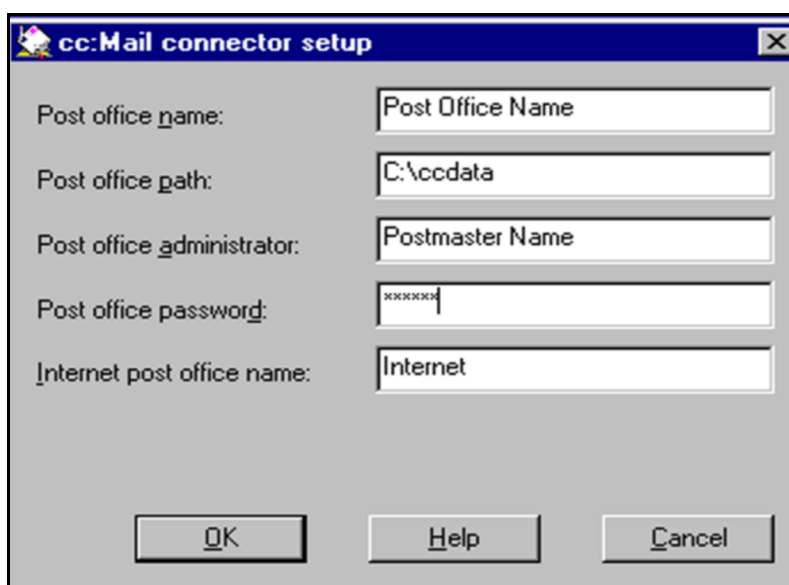 cc:Mail connector setup
Post office name: Post Office Name
Post office path: C:\ccdata
Post office administrator: Postmaster Name
Post office password: ******
Internet post office name: Internet
OK Help Cancel